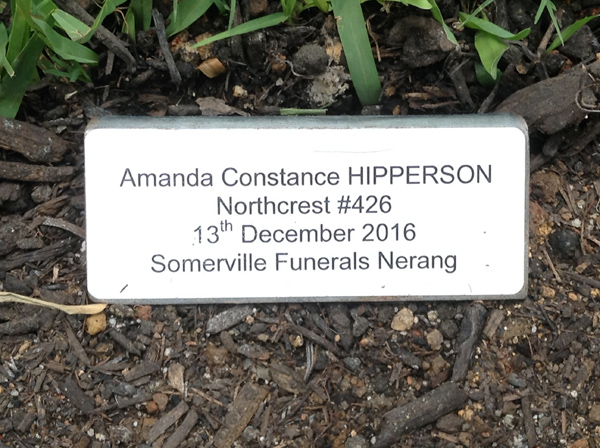 Amanda Constance HIPPERSON
Northcrest #426
13th December 2016
Somerville Funerals Nerang